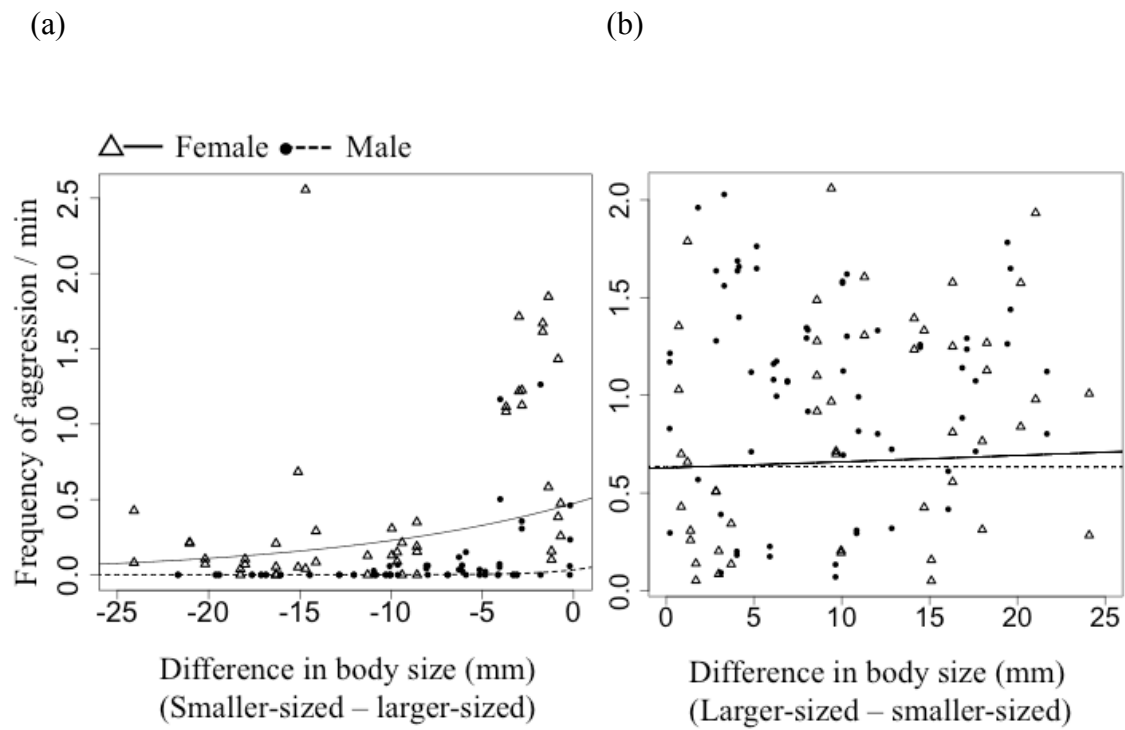 (a) (b)
Female Male
Frequency of aggression / min
0.0 0.5 1.0 1.5 2.0 2.5
-25 -20 -15 -10 -5 0
Difference in body size (mm)
(Smaller-sized – larger-sized)
0.0 0.5 1.0 1.5 2.0
0 5 10 15 20 25
Difference in body size (mm)
(Larger-sized – smaller-sized)